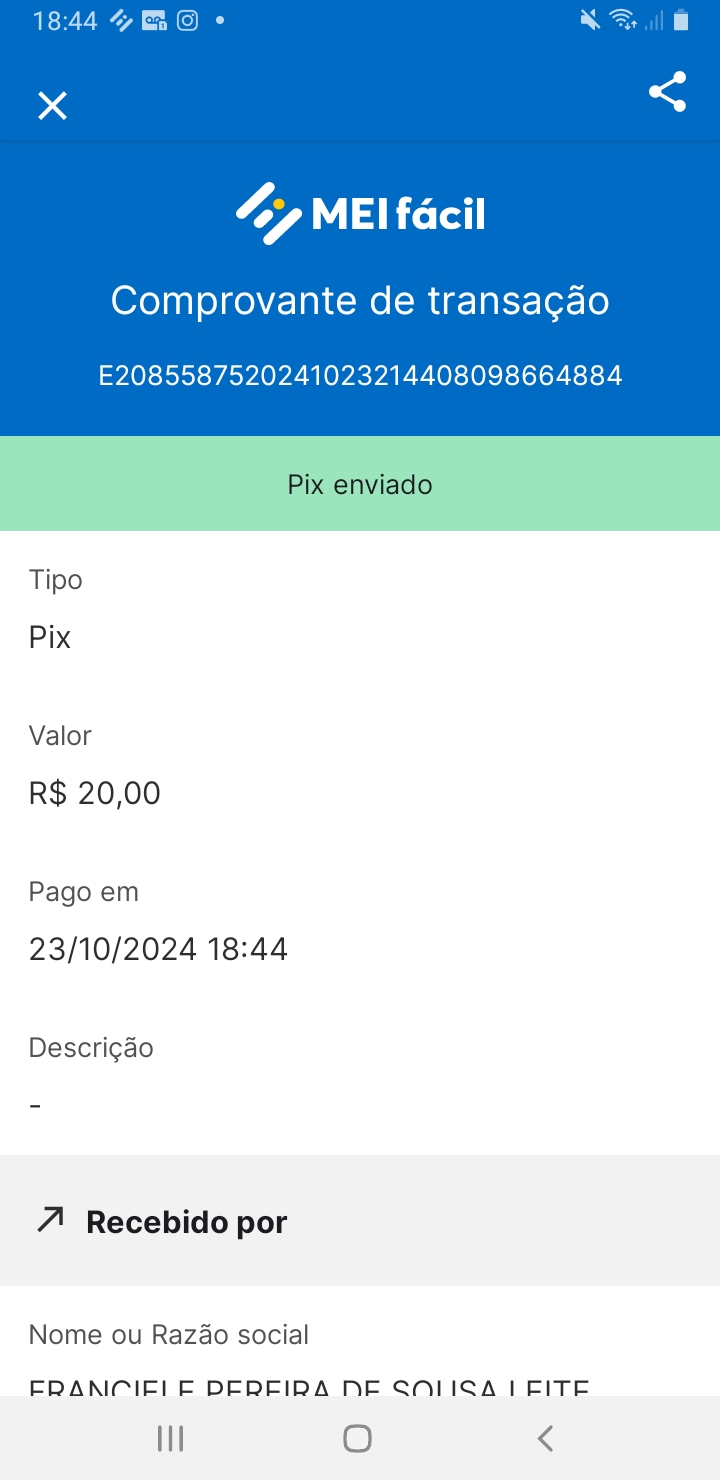 18:44
MEI fácil
Comprovante de transação
E2085587520241023214408098664884
Pix enviado
Tipo
Pix
Valor
R$ 20,00
Pago em
23/10/2024 18:44
Descrição
-
Recebido por
Nome ou Razão social
FRANCIELE PEREIRA DE SOUSA LEITE